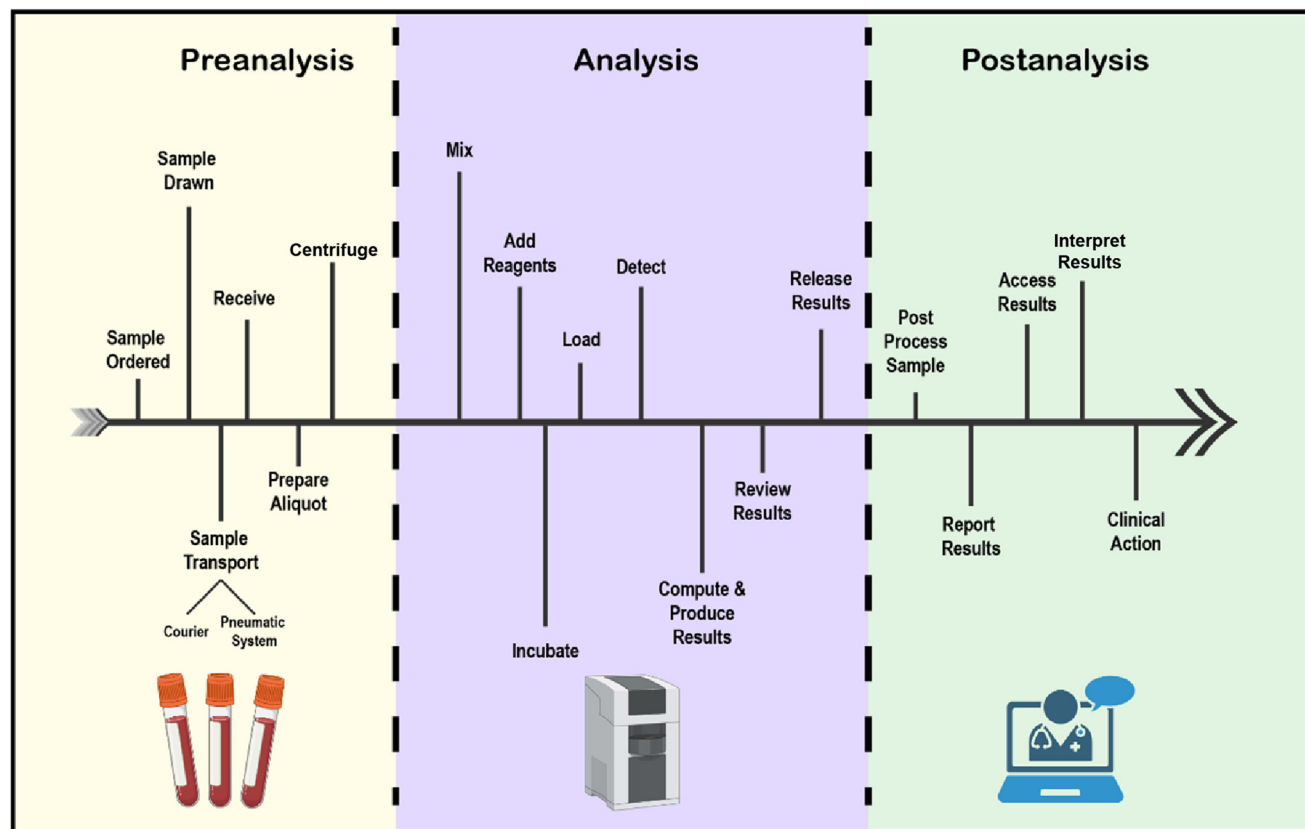 Preanalysis
Analysis
Postanalysis
Sample
Drawn
Centrifuge
Receive
Sample
Ordered
Prepare
Aliquot
Sample
Transport
Courier
Pneumatic
System
Mix
Add
Reagents
Detect
Load
Release
Results
Review
Results
Compute &
Produce
Results
Incubate
Interpret
Results
Access
Results
Post
Process
Sample
Report
Results
Clinical
Action